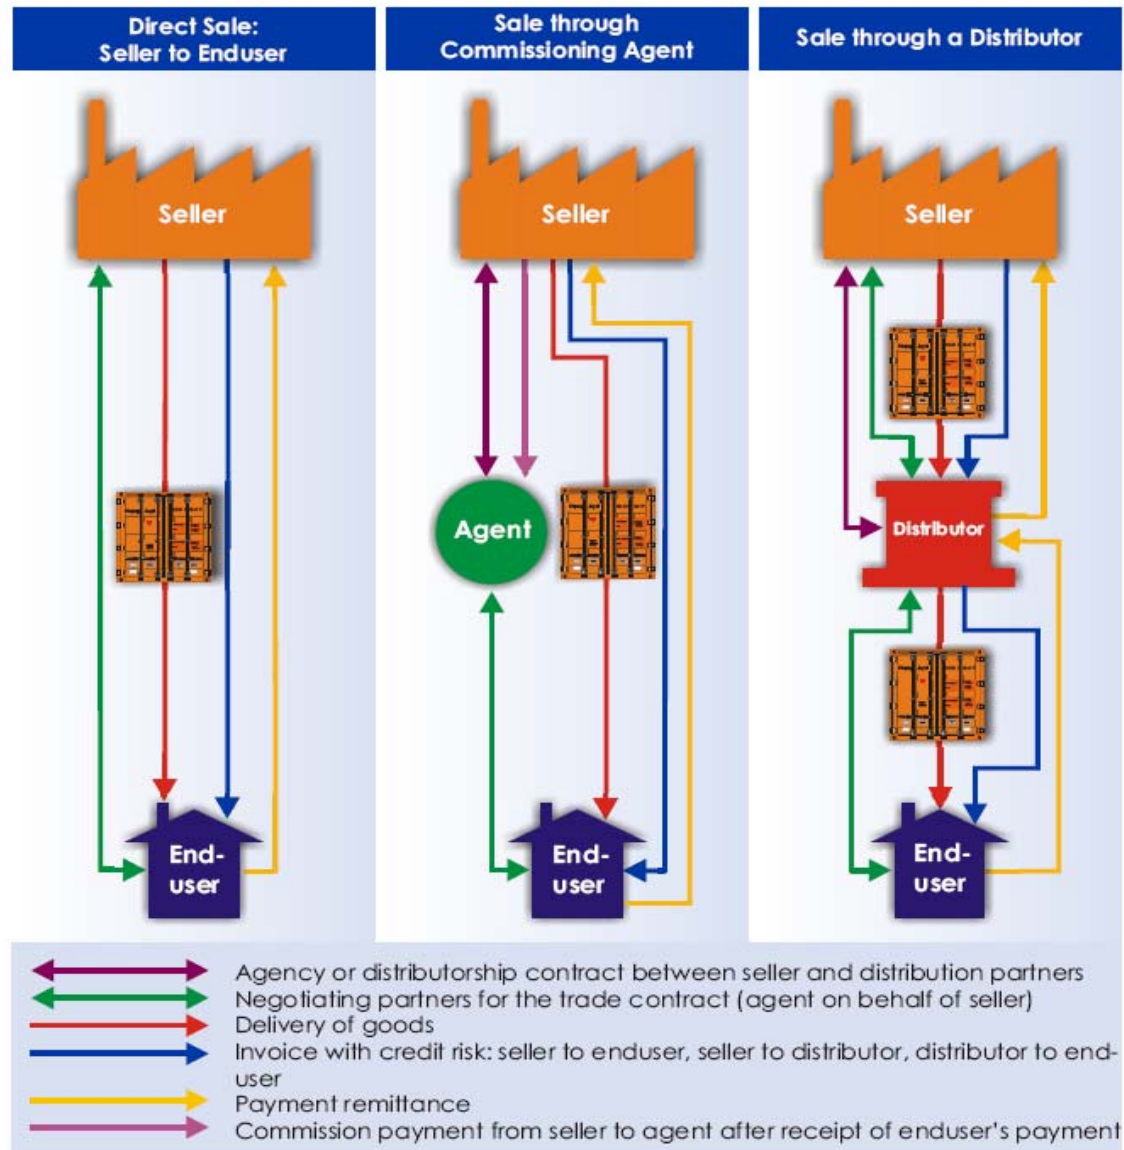 Direct Sale:
Seller to Enduser
Sale through
Commissioning Agent
Sale through a Distributor
Seller
Seller
Seller
Agent
Distributor
End-
user
End-
user
End-
user
Agency or distributorship contract between seller and distribution partners
Negotiating partners for the trade contract (agent on behalf of seller)
Delivery of goods
Invoice with credit risk: seller to enduser, seller to distributor, distributor to end-
user
Payment remittance
Commission payment from seller to agent after receipt of enduser's payment